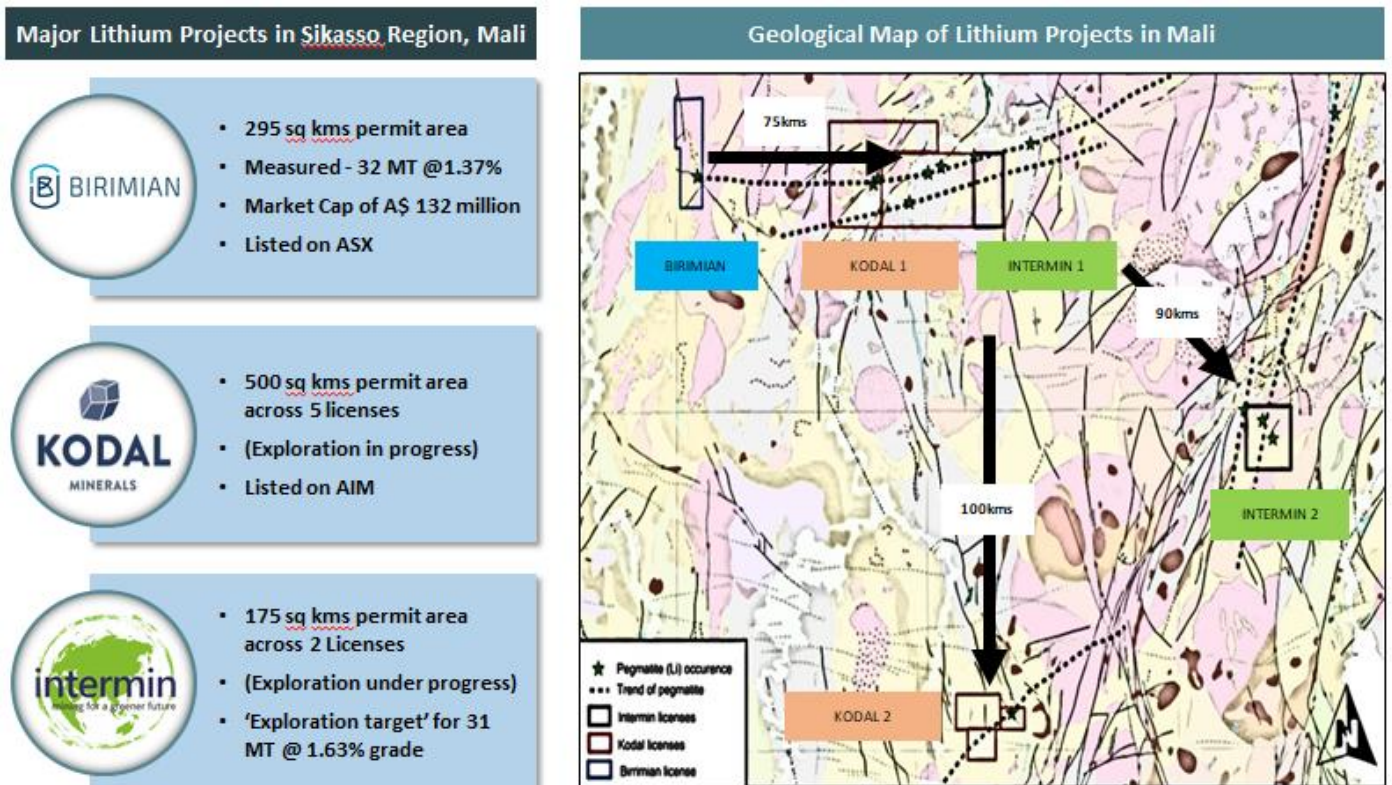 Major Lithium Projects in Sikasso Region, Mali
BIRIMIAN
• 295 sq kms permit area
• Measured - 32 MT @1.37%
• Market Cap of A$ 132 million
• Listed on ASX
KODAL
MINERALS
• 500 sq kms permit area
across 5 licenses
• (Exploration in progress)
• Listed on AIM
intermin
mining for a greener future
• 175 sq kms permit area
across 2 Licenses
• (Exploration under progress)
• ‘Exploration target’ for 31
MT @ 1.63% grade
Geological Map of Lithium Projects in Mali
75kms
BIRIMIAN
KODAL 1
INTERMIN 1
90kms
100kms
INTERMIN 2
KODAL 2
Pegmatite (Li) occurence
Trend of pegmatite
Intermin licenses
Kodal licenses
Birrimian license
N